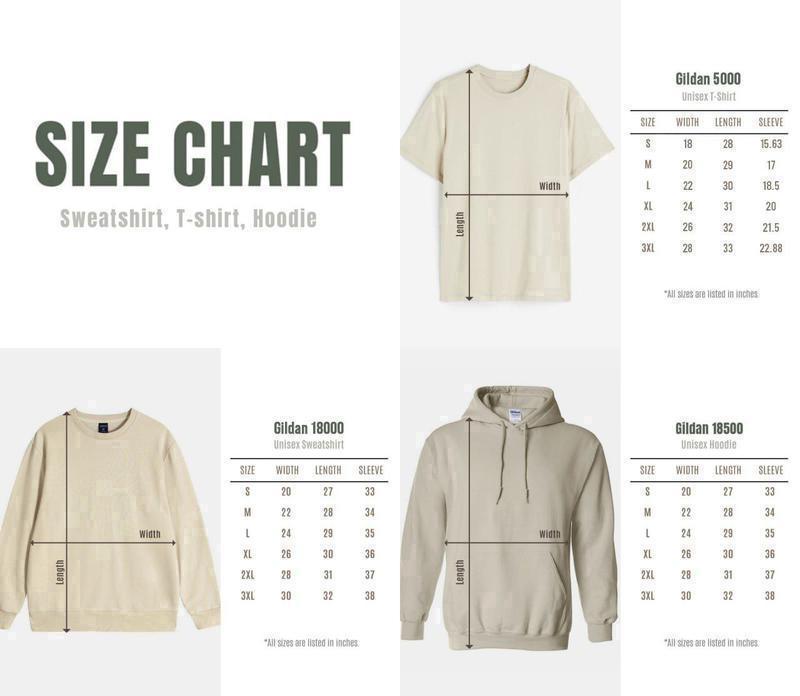 SIZE CHART
Sweatshirt, T-shirt, Hoodie
Width
Length
Gildan 5000
Unisex T-Shirt
SIZE WIDTH LENGTH SLEEVE
S 18 28 15.63
M 20 29 17
L 22 30 18.5
XL 24 31 20
2XL 26 32 21.5
3XL 28 33 22.88
*All sizes are listed in inches.
Width
Length
Gildan 18000
Unisex Sweatshirt
SIZE WIDTH LENGTH SLEEVE
S 20 27 33
M 22 28 34
L 24 29 35
XL 26 30 36
2XL 28 31 37
3XL 30 32 38
*All sizes are listed in inches.
Width
Length
Gildan 18500
Unisex Hoodie
SIZE WIDTH LENGTH SLEEVE
S 20 27 33
M 22 28 34
L 24 29 35
XL 26 30 36
2XL 28 31 37
3XL 30 32 38
*All sizes are listed in inches.